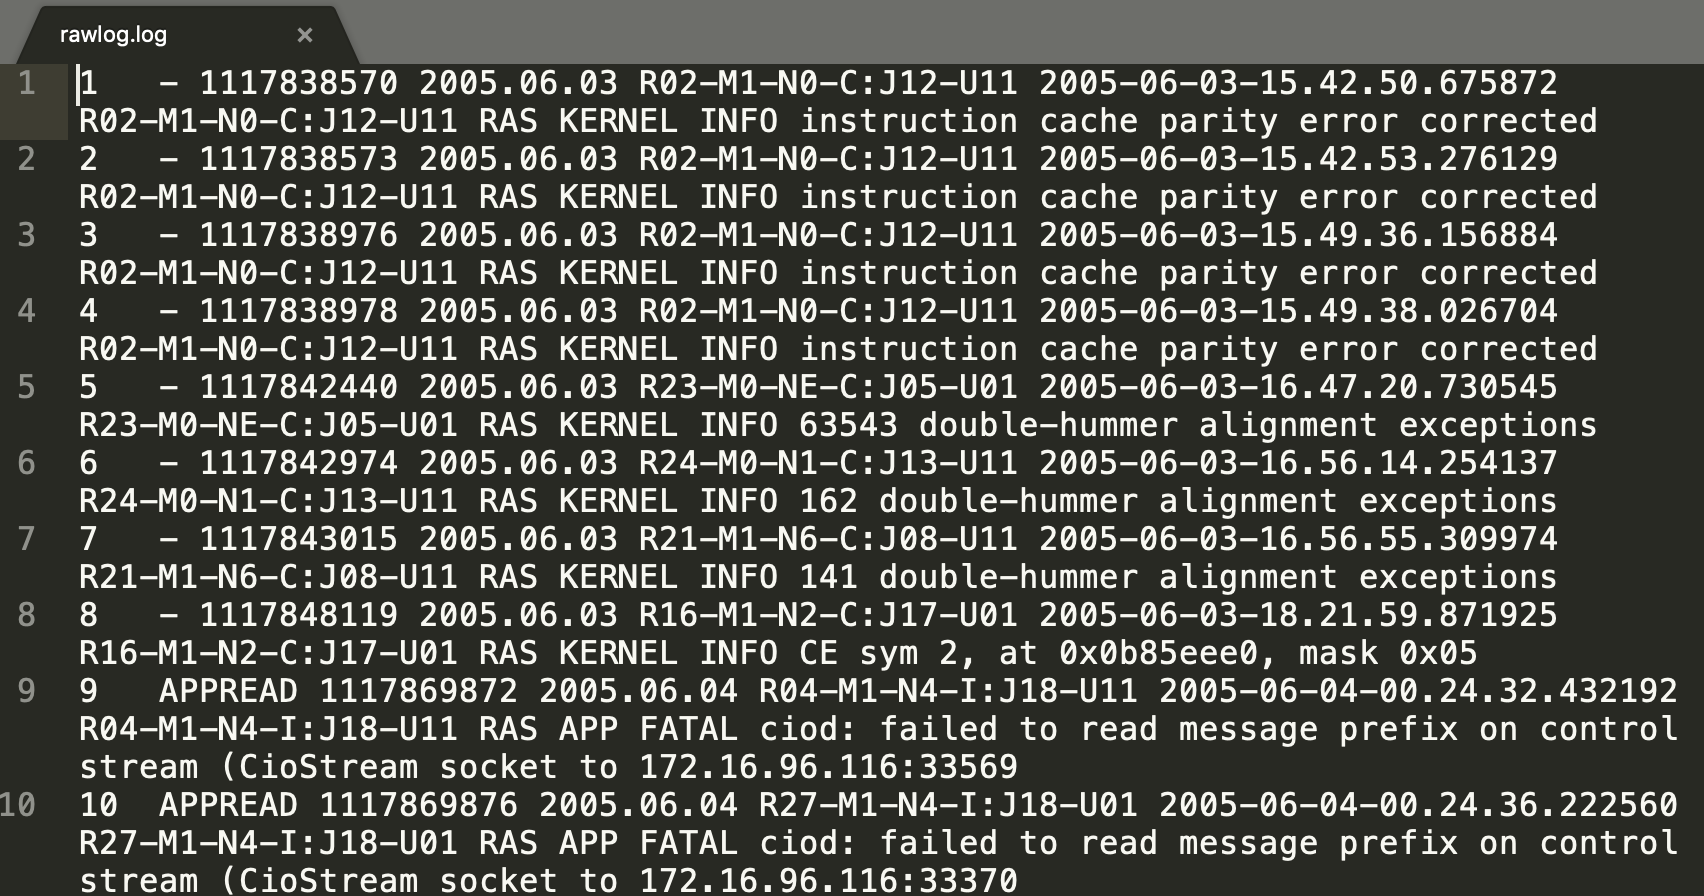 rawlog.log ×
1 1 - 1117838570 2005.06.03 R02-M1-N0-C:J12-U11 2005-06-03-15.42.50.675872
R02-M1-N0-C:J12-U11 RAS KERNEL INFO instruction cache parity error corrected
2 2 - 1117838573 2005.06.03 R02-M1-N0-C:J12-U11 2005-06-03-15.42.53.276129
R02-M1-N0-C:J12-U11 RAS KERNEL INFO instruction cache parity error corrected
3 3 - 1117838976 2005.06.03 R02-M1-N0-C:J12-U11 2005-06-03-15.49.36.156884
R02-M1-N0-C:J12-U11 RAS KERNEL INFO instruction cache parity error corrected
4 4 - 1117838978 2005.06.03 R02-M1-N0-C:J12-U11 2005-06-03-15.49.38.026704
R02-M1-N0-C:J12-U11 RAS KERNEL INFO instruction cache parity error corrected
5 5 - 1117842440 2005.06.03 R23-M0-NE-C:J05-U01 2005-06-03-16.47.20.730545
R23-M0-NE-C:J05-U01 RAS KERNEL INFO 63543 double-hummer alignment exceptions
6 6 - 1117842974 2005.06.03 R24-M0-N1-C:J13-U11 2005-06-03-16.56.14.254137
R24-M0-N1-C:J13-U11 RAS KERNEL INFO 162 double-hummer alignment exceptions
7 7 - 1117843015 2005.06.03 R21-M1-N6-C:J08-U11 2005-06-03-16.56.55.309974
R21-M1-N6-C:J08-U11 RAS KERNEL INFO 141 double-hummer alignment exceptions
8 8 - 1117848119 2005.06.03 R16-M1-N2-C:J17-U01 2005-06-03-18.21.59.871925
R16-M1-N2-C:J17-U01 RAS KERNEL INFO CE sym 2, at 0x0b85eee0, mask 0x05
9 9 APPREAD 1117869872 2005.06.04 R04-M1-N4-I:J18-U11 2005-06-04-00.24.32.432192
R04-M1-N4-I:J18-U11 RAS APP FATAL ciod: failed to read message prefix on control
stream (CioStream socket to 172.16.96.116:33569
10 10 APPREAD 1117869876 2005.06.04 R27-M1-N4-I:J18-U01 2005-06-04-00.24.36.222560
R27-M1-N4-I:J18-U01 RAS APP FATAL ciod: failed to read message prefix on control
stream (CioStream socket to 172.16.96.116:33370